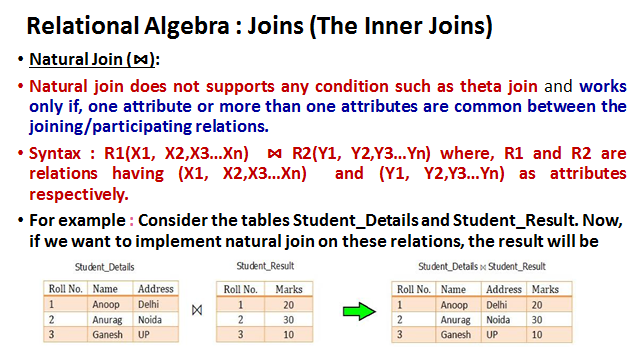 Relational Algebra : Joins (The Inner Joins)
• Natural Join (⋈):
• Natural join does not supports any condition such as theta join and works
only if, one attribute or more than one attributes are common between the
joining/participating relations.
• Syntax : R1(X1, X2,X3...Xn) ⋈ R2(Y1, Y2,Y3...Yn) where, R1 and R2 are
relations having (X1, X2,X3...Xn) and (Y1, Y2,Y3...Yn) as attributes
respectively.
• For example : Consider the tables Student_Details and Student_Result. Now,
if we want to implement natural join on these relations, the result will be
Student_Details Student_Result Student_Details ⋈ Student_Result
Roll No. Name Address Roll No. Marks Roll No. Name Address Marks
1 Anoop Delhi 1 20 1 Anoop Delhi 20
2 Anurag Noida ⋈ 2 30 2 Anurag Noida 30
3 Ganesh UP 3 10 3 Ganesh UP 10